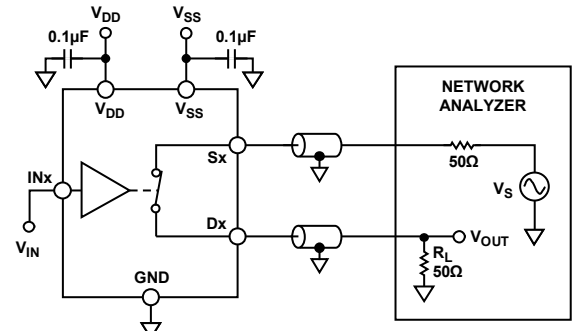 VDD
VSS
0.1µF
0.1µF
VDD
VSS
NETWORK
ANALYZER
Sx
50Ω
VS
INx
VIN
Dx
VOUT
RL
50Ω
GND